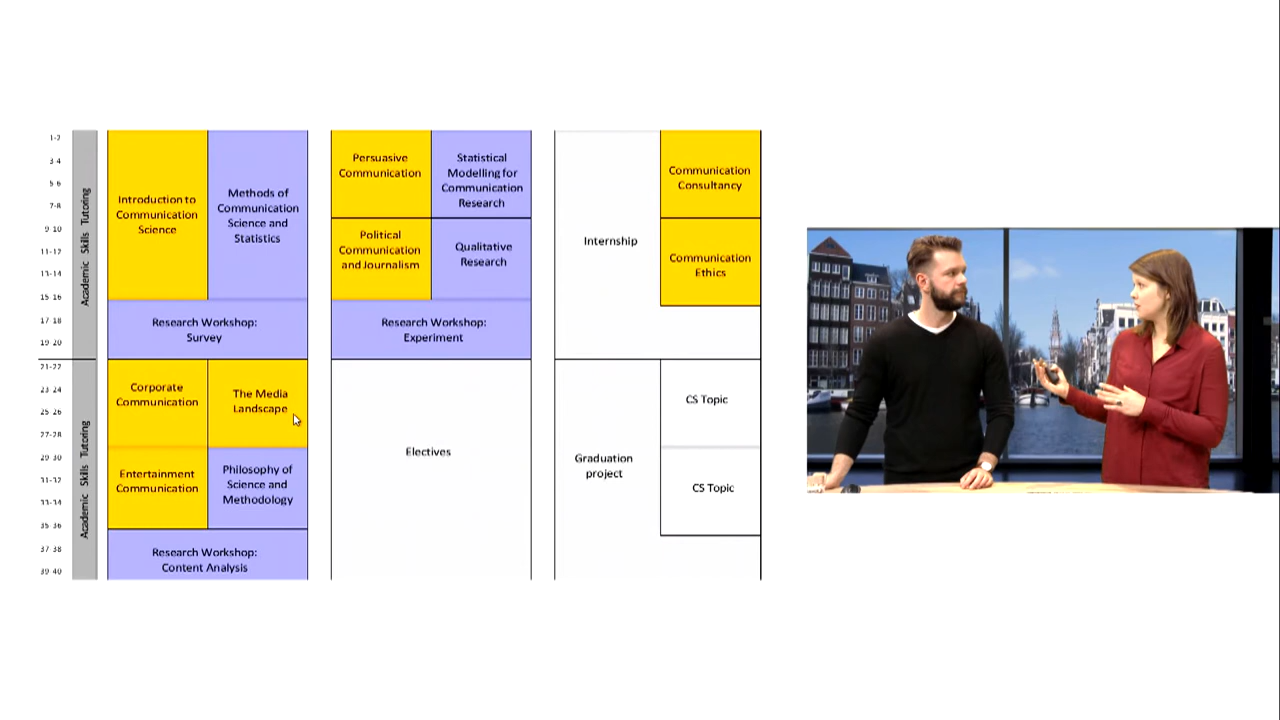 1-2
3 4
5 6
7-8
9 10
11-12
13-14
15 16
17 18
19 20
21-22
23 24
25 26
27-28
29 30
35 36
37 38
39 40
Academic Skills Tutoring
Academic Skills Tutoring
Introduction to
Communication
Science
Methods of
Communication
Science and
Statistics
Research Workshop:
Survey
Corporate
Communication
The Media
Landscape
Entertainment
Communication
Philosophy of
Science and
Methodology
Research Workshop:
Content Analysis
Persuasive
Communication
Statistical
Modelling for
Communication
Research
Political
Communication
and Journalism
Qualitative
Research
Research Workshop:
Experiment
Electives
Internship
Communication
Consultancy
Communication
Ethics
Graduation
project
CS Topic
CS Topic